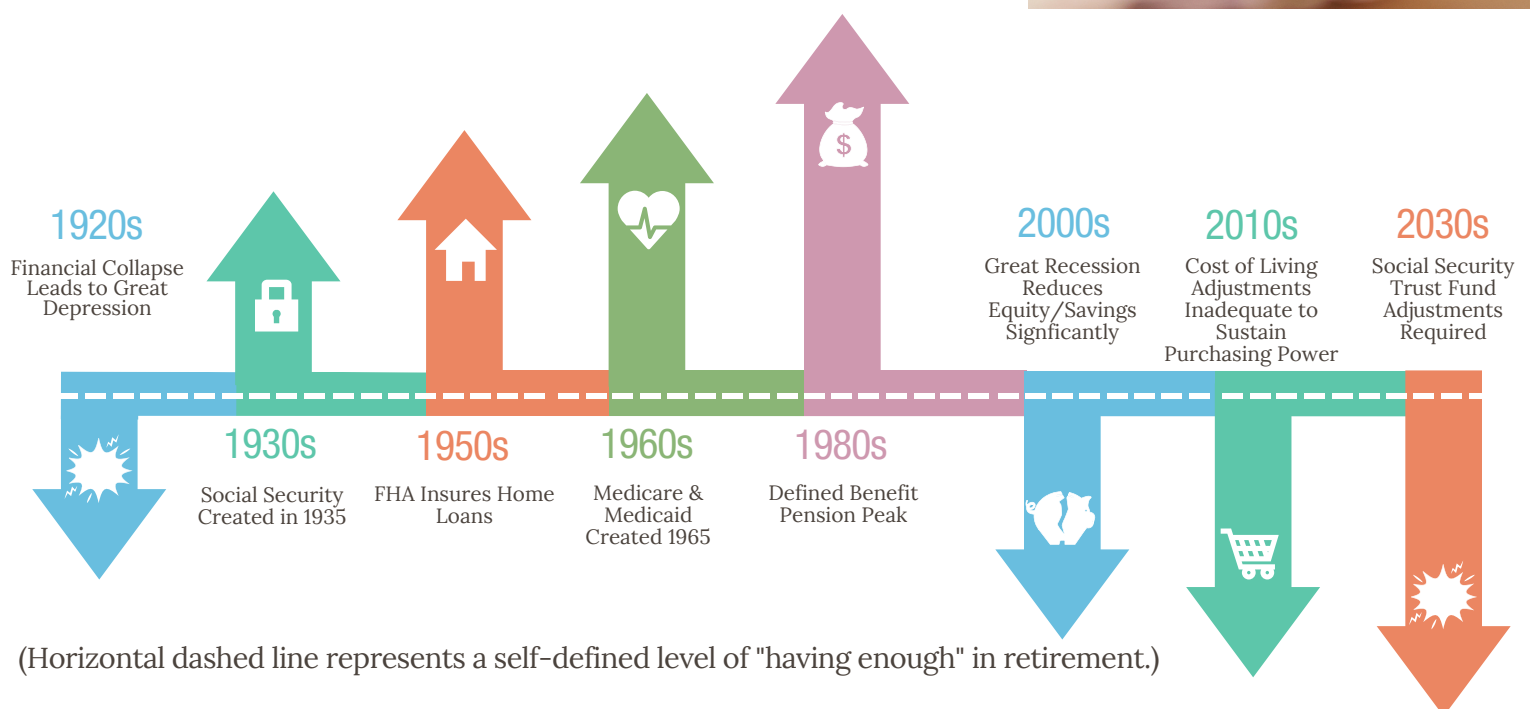 1920s
Financial Collapse
Leads to Great
Depression
1930s
Social Security
Created in 1935
1950s
FHA Insures Home
Loans
1960s
Medicare &
Medicaid
Created 1965
$
1980s
Defined Benefit
Pension Peak
2000s
Great Recession
Reduces
Equity/Savings
Signficantly
2010s
Cost of Living
Adjustments
Inadequate to
Sustain
Purchasing Power
2030s
Social Security
Trust Fund
Adjustments
Required
(Horizontal dashed line represents a self-defined level of "having enough" in retirement.)